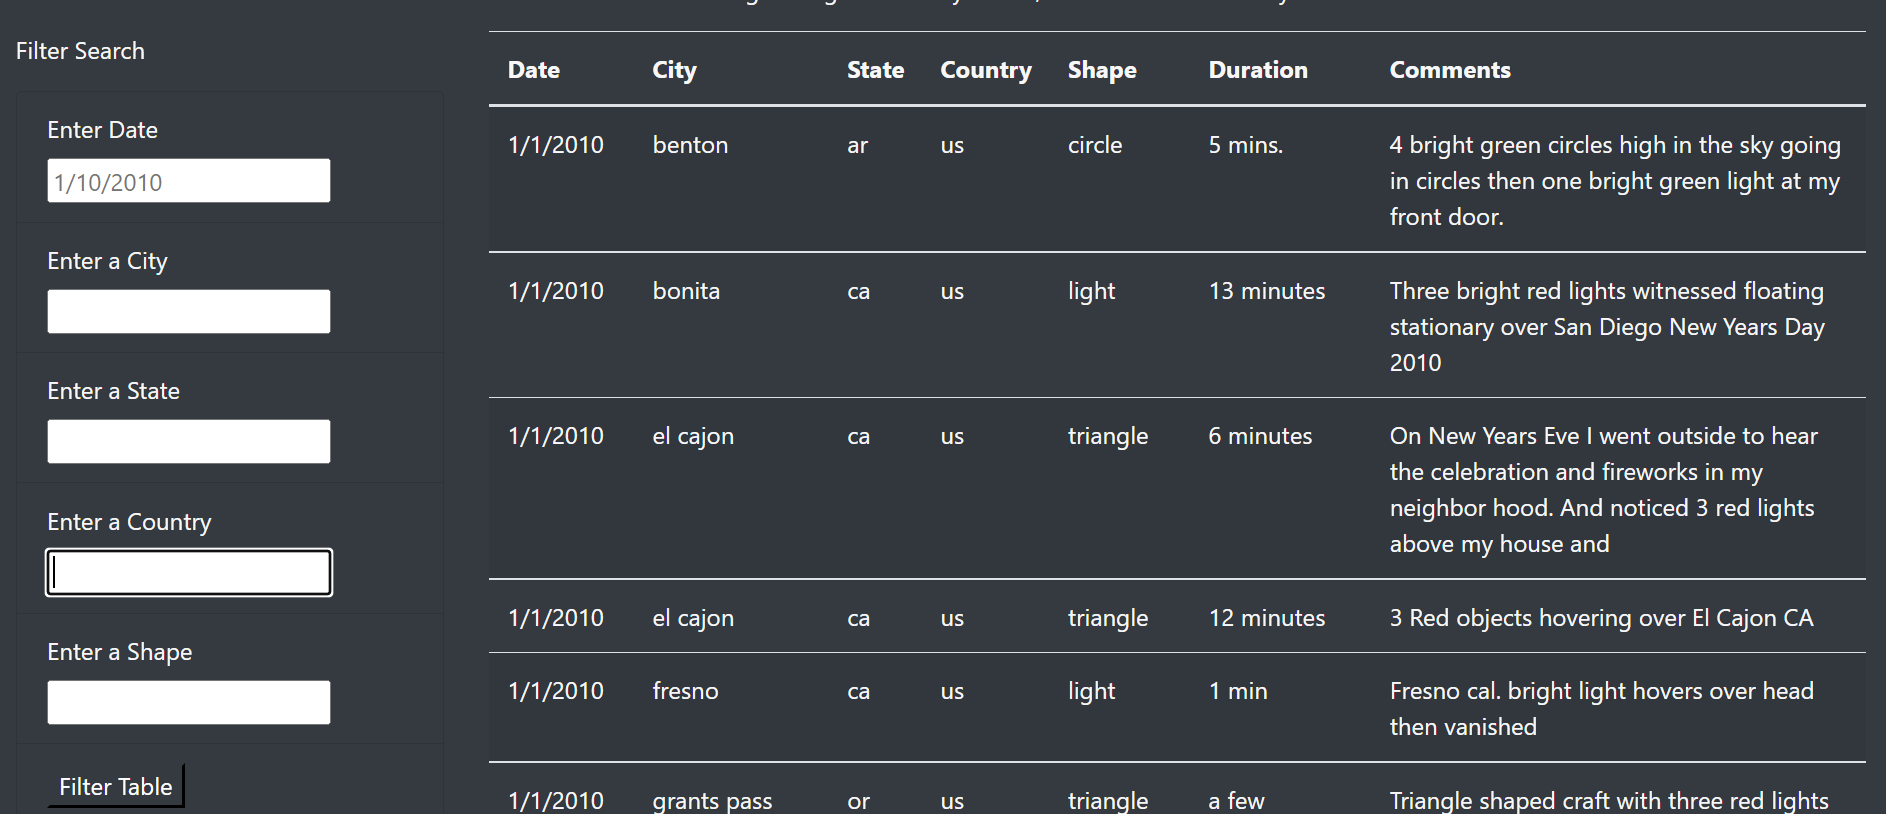 Filter Search
Enter Date
1/10/2010
Enter a City
Enter a State
Enter a Country
Enter a Shape
Filter Table
Date City State Country Shape Duration Comments
1/1/2010 benton ar us circle 5 mins. 4 bright green circles high in the sky going
in circles then one bright green light at my
front door.
1/1/2010 bonita ca us light 13 minutes Three bright red lights witnessed floating
stationary over San Diego New Years Day
2010
1/1/2010 el cajon ca us triangle 6 minutes On New Years Eve I went outside to hear
the celebration and fireworks in my
neighbor hood. And noticed 3 red lights
above my house and
1/1/2010 el cajon ca us triangle 12 minutes 3 Red objects hovering over El Cajon CA
1/1/2010 fresno ca us light 1 min Fresno cal. bright light hovers over head
then vanished
1/1/2010 grants pass or us triangle a few Triangle shaped craft with three red lights